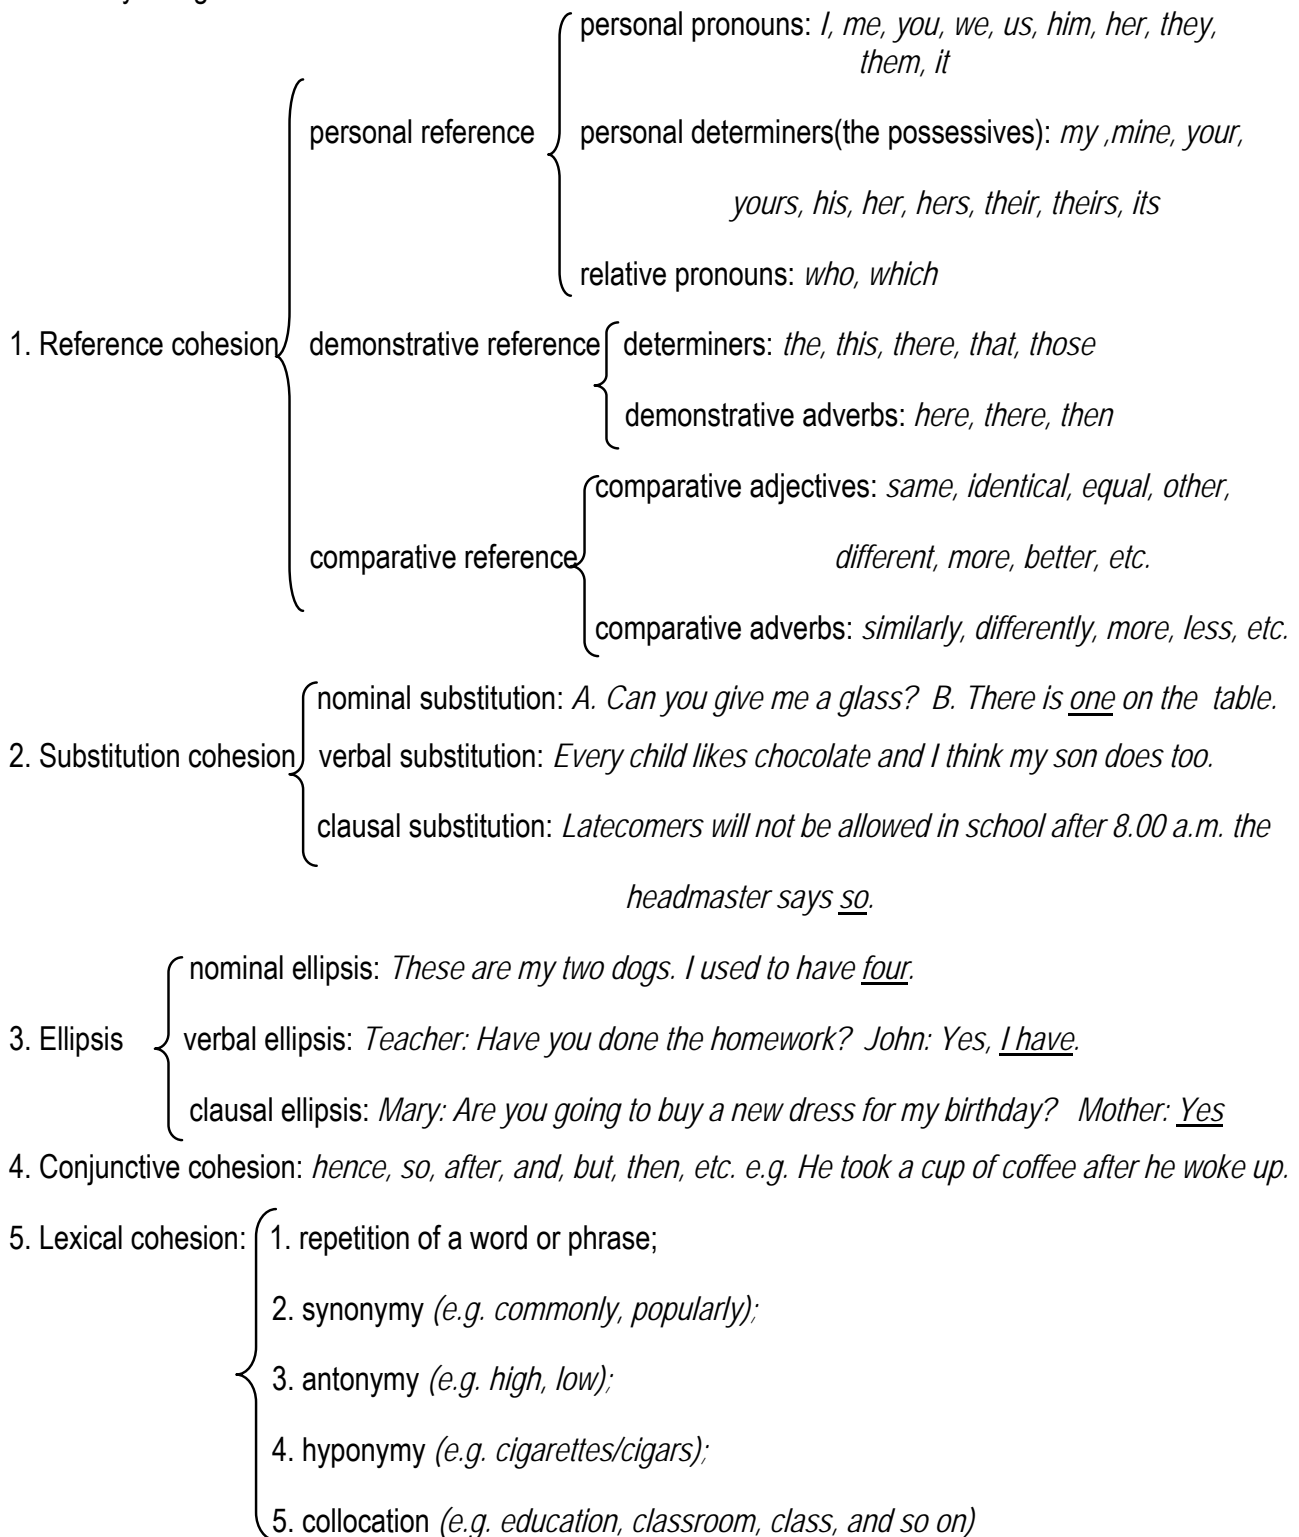 personal pronouns: I, me, you, we, us, him, her, they,
them, it
personal reference
personal determiners(the possessives): my ,mine, your,
yours, his, her, hers, their, theirs, its
relative pronouns: who, which
1. Reference cohesion
demonstrative reference
determiners: the, this, there, that, those
demonstrative adverbs: here, there, then
comparative adjectives: same, identical, equal, other,
comparative reference
different, more, better, etc.
comparative adverbs: similarly, differently, more, less, etc.
nominal substitution: A. Can you give me a glass? B. There is one on the table.
2. Substitution cohesion
verbal substitution: Every child likes chocolate and I think my son does too.
clausal substitution: Latecomers will not be allowed in school after 8.00 a.m. the
headmaster says so.
nominal ellipsis: These are my two dogs. I used to have four.
3. Ellipsis
verbal ellipsis: Teacher: Have you done the homework? John: Yes, I have.
clausal ellipsis: Mary: Are you going to buy a new dress for my birthday? Mother: Yes
4. Conjunctive cohesion: hence, so, after, and, but, then, etc. e.g. He took a cup of coffee after he woke up.
5. Lexical cohesion:
1. repetition of a word or phrase;
2. synonymy (e.g. commonly, popularly);
3. antonymy (e.g. high, low);
4. hyponymy (e.g. cigarettes/cigars);
5. collocation (e.g. education, classroom, class, and so on)